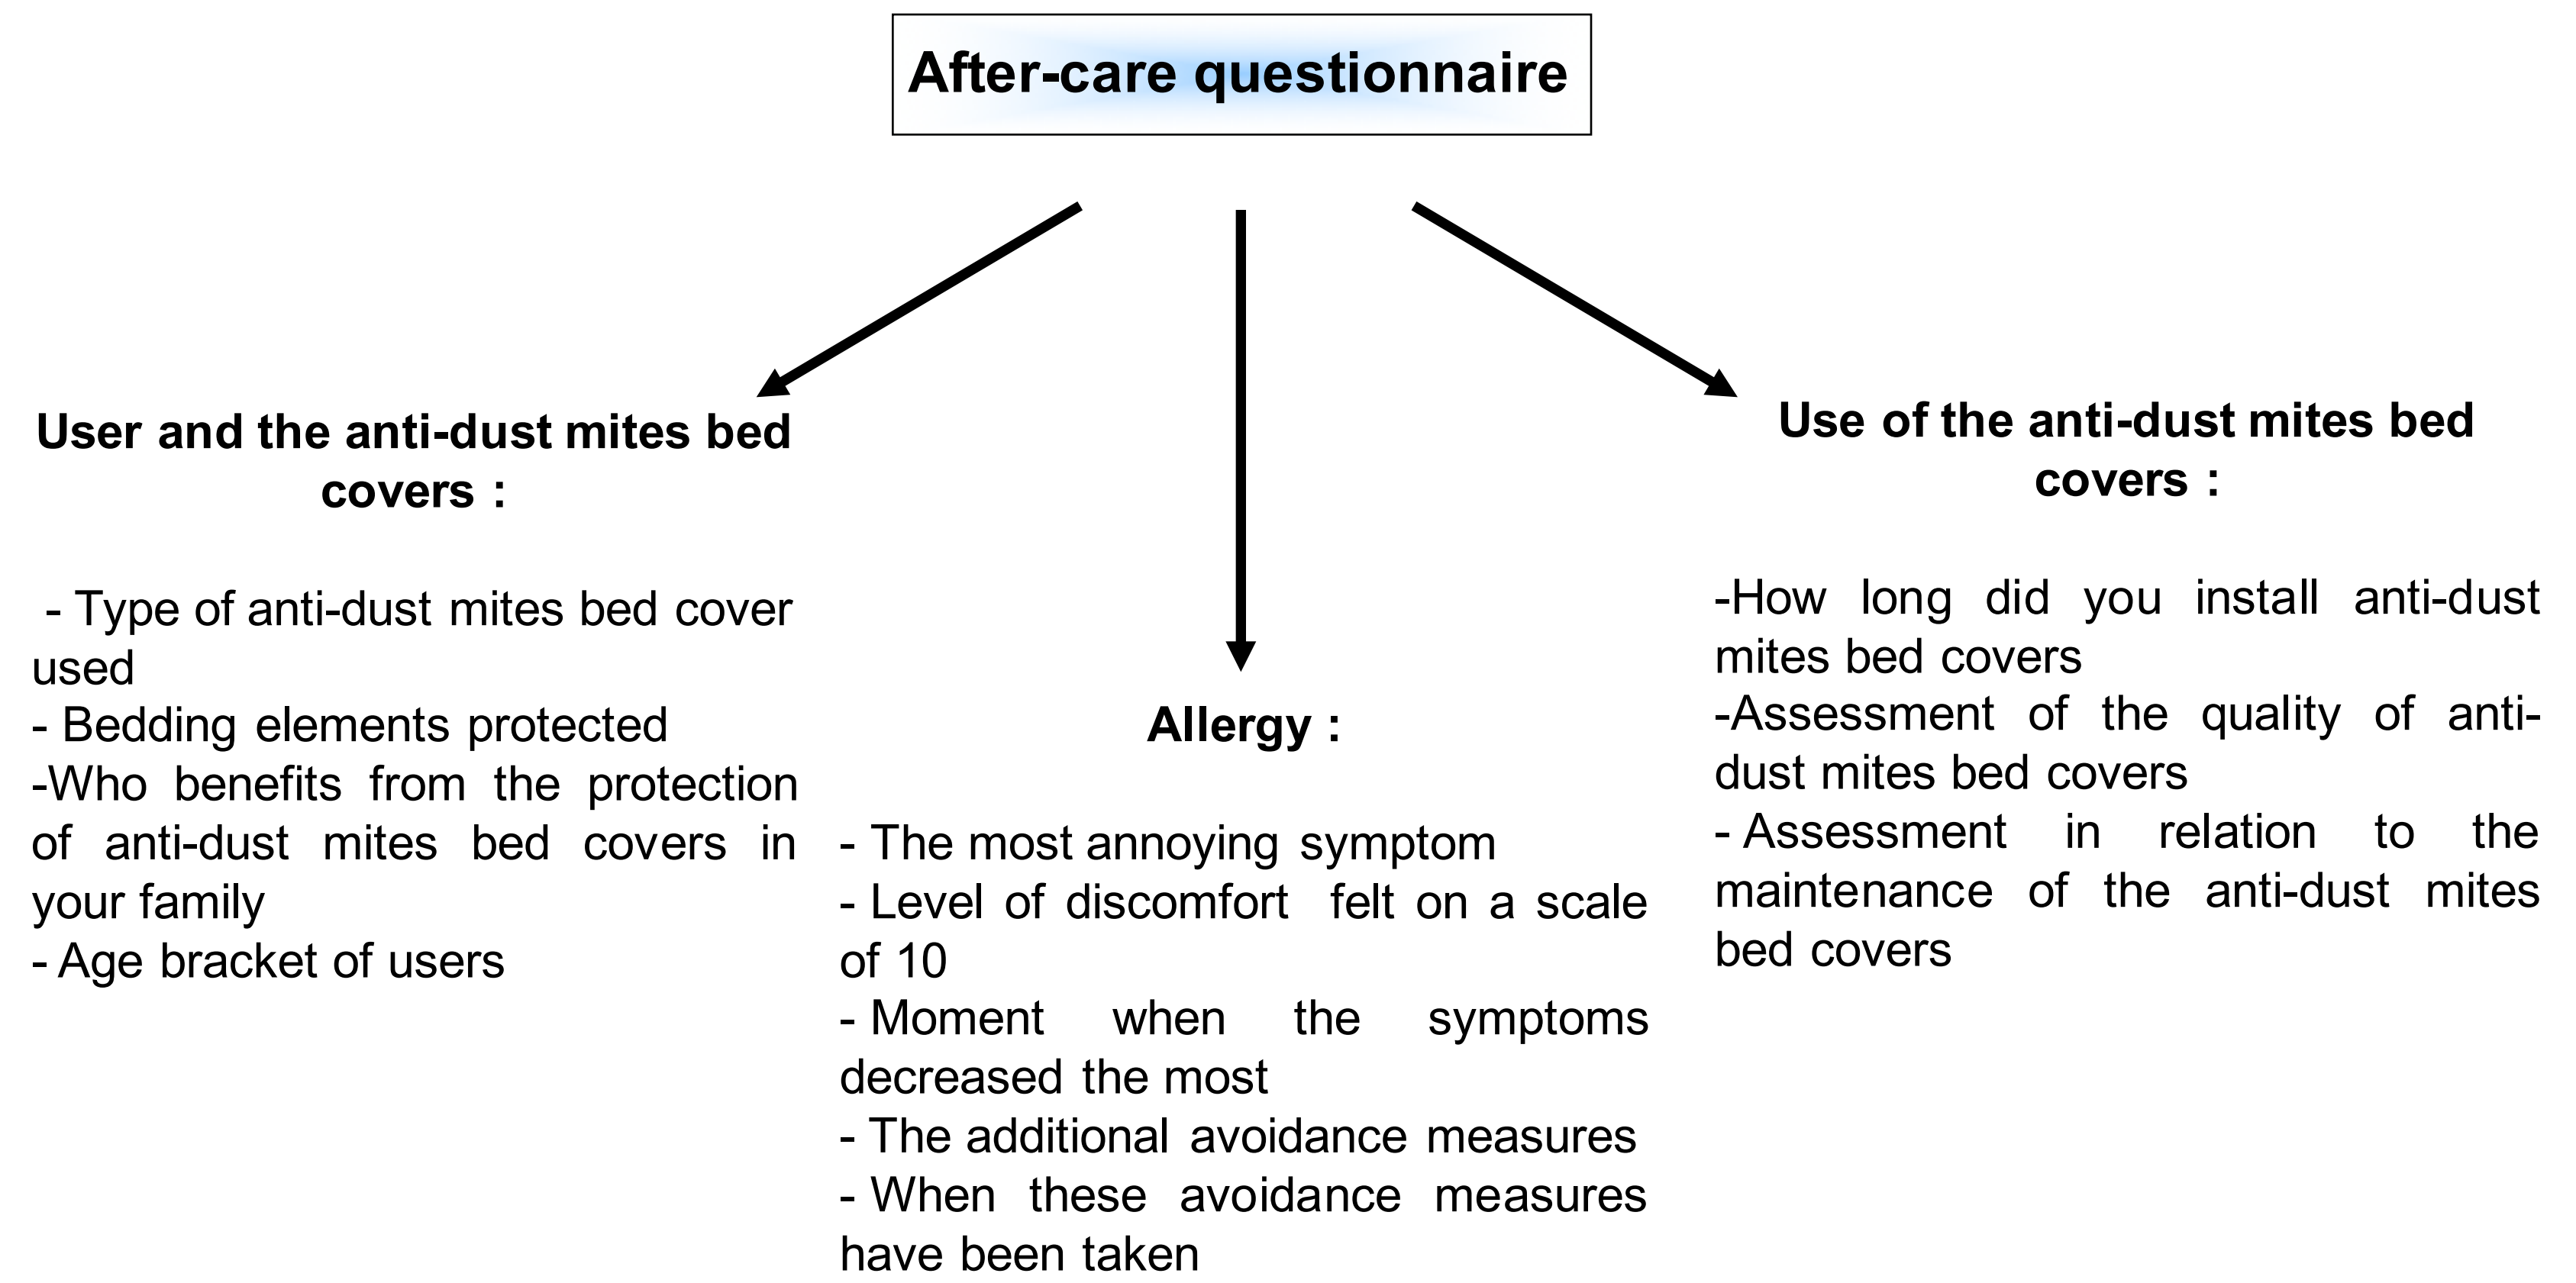 After-care questionnaire
User and the anti-dust mites bed
covers :
- Type of anti-dust mites bed cover
used
- Bedding elements protected
-Who benefits from the protection
of anti-dust mites bed covers in
your family
- Age bracket of users
Allergy :
- The most annoying symptom
- Level of discomfort felt on a scale
of 10
- Moment when the symptoms
decreased the most
- The additional avoidance measures
- When these avoidance measures
have been taken
Use of the anti-dust mites bed
covers :
-How long did you install anti-dust
mites bed covers
-Assessment of the quality of anti-
dust mites bed covers
- Assessment in relation to the
maintenance of the anti-dust mites
bed covers